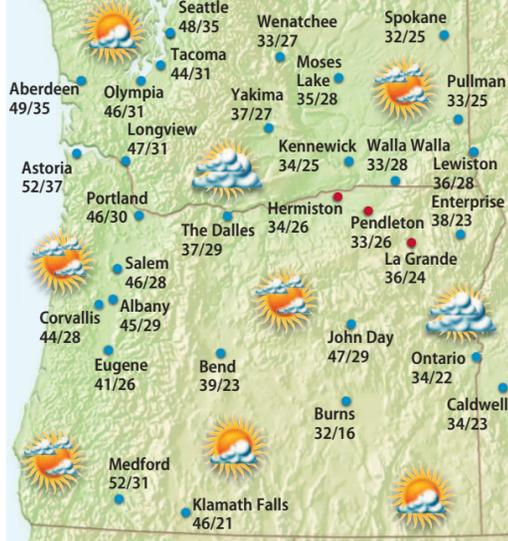 Seattle
48/35
Wenatchee
33/27
Spokane
32/25
Tacoma
44/31
Moses
Lake
35/28
Aberdeen
49/35
Olympia
46/31
Yakima
37/27
Pullman
33/25
Longview
47/31
Kennewick
34/25
Walla Walla
33/28
Lewiston
36/28
Astoria
52/37
Portland
46/30
The Dalles
37/29
Hermiston
34/26
Pendleton
33/26
Enterprise
38/23
La Grande
36/24
Salem
46/28
Albany
45/29
Corvallis
44/28
Eugene
41/26
Bend
39/23
John Day
47/29
Ontario
34/22
Caldwell
34/23
Burns
32/16
Medford
52/31
Klamath Falls
46/21